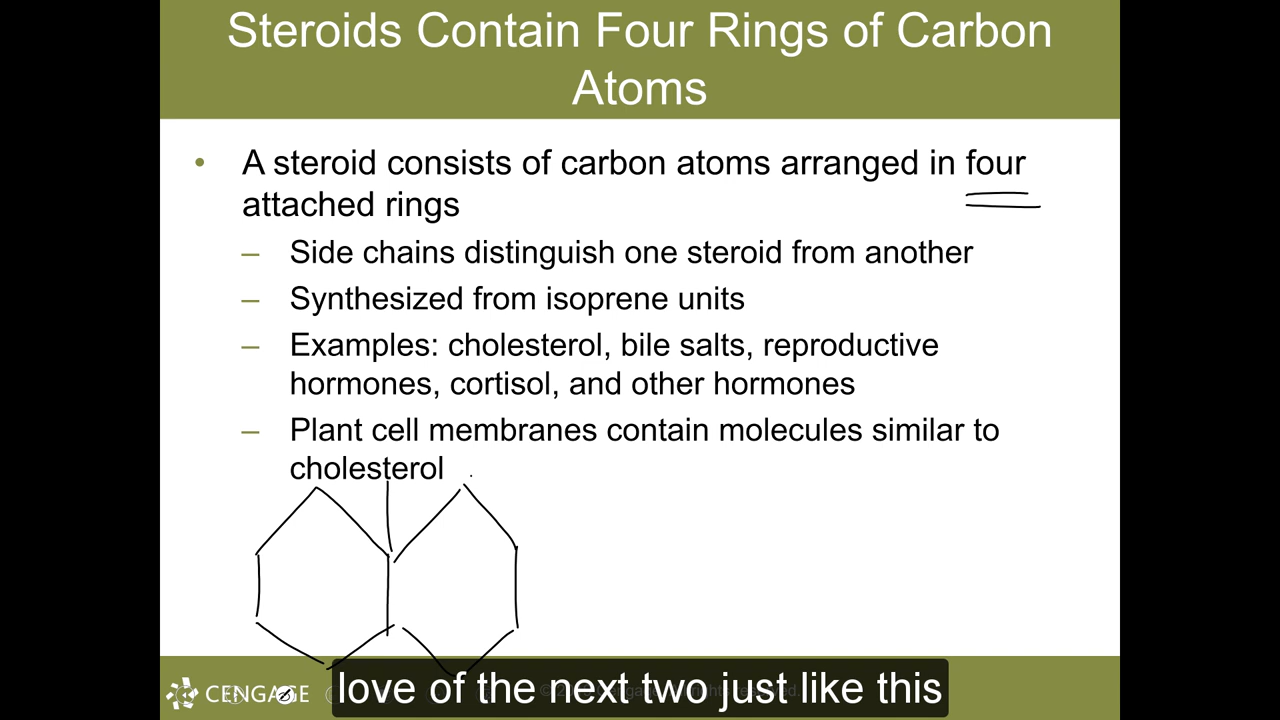 Steroids Contain Four Rings of Carbon
Atoms
• A steroid consists of carbon atoms arranged in four
attached rings
– Side chains distinguish one steroid from another
– Synthesized from isoprene units
– Examples: cholesterol, bile salts, reproductive
hormones, cortisol, and other hormones
– Plant cell membranes contain molecules similar to
cholesterol
CENGAGE
love of the next two just like this